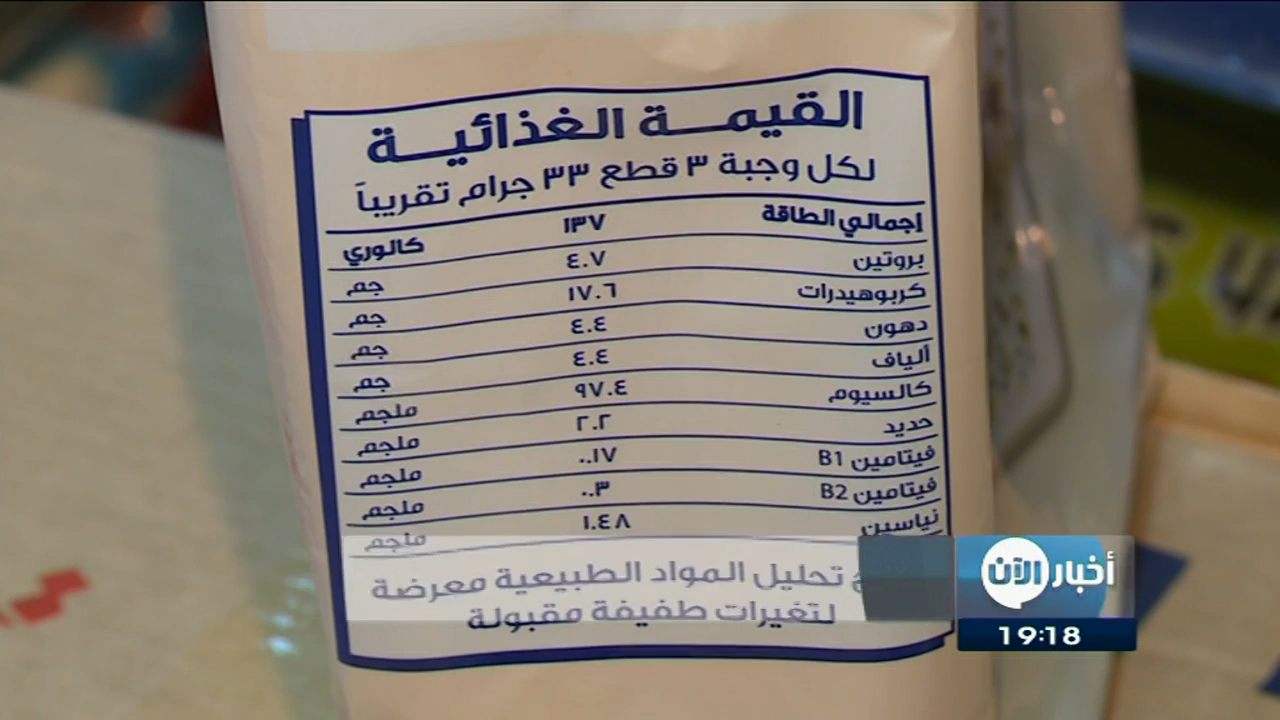 القيمة الغذائية
لكل وجبة ٣ قطع ٣٣ جرام تقريباً
إجمالي الطاقة ١٣٧ كالوري
بروتين ٤.٧ جم
كربوهيدرات ١٧.٦ جم
دهون ٤.٤ جم
ألياف ٤.٤ جم
كالسيوم ٩٧.٤ ملجم
حديد ٢.٢ ملجم
فيتامين B1 ٠.١٧ ملجم
فيتامين B2 ٠.٣ ملجم
نياسين ١.٤٨ ملجم
تحليل المواد الطبيعية معرضة
لتغيرات طفيفة مقبولة
أخبار الآن
19:18